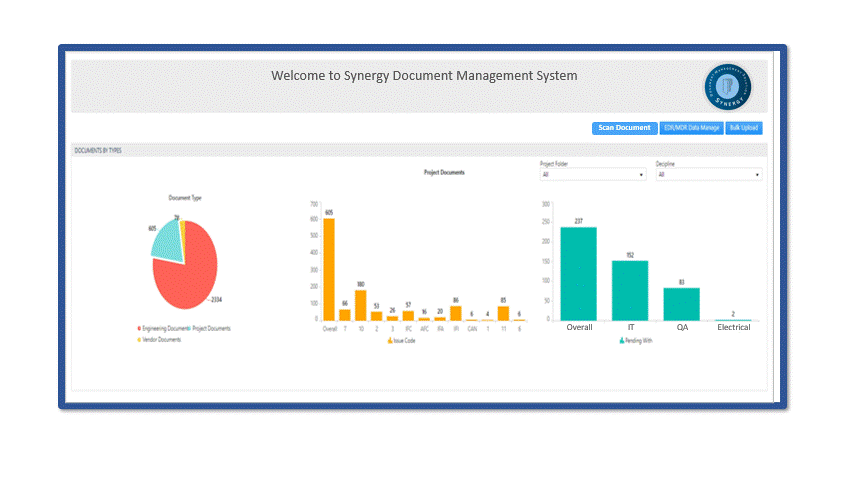 Welcome to Synergy Document Management System
SYNERGY
Scan Document
EDR/MDR Data Manage
Bulk Upload
DOCUMENTS BY TYPES
Project Folder
Decipline
All
All
Project Documents
Document Type
605
2334
Engineering Documents
Project Documents
Vendor Documents
700
600
500
400
300
200
100
0
605
66
180
53
26
57
16
20
86
6
4
85
6
Overall
10
2
3
IFC
AFC
IFA
IFI
CAN
1
11
6
Issue Code
300
250
200
150
100
50
0
237
152
83
2
Overall
IT
QA
Electrical
Pending With